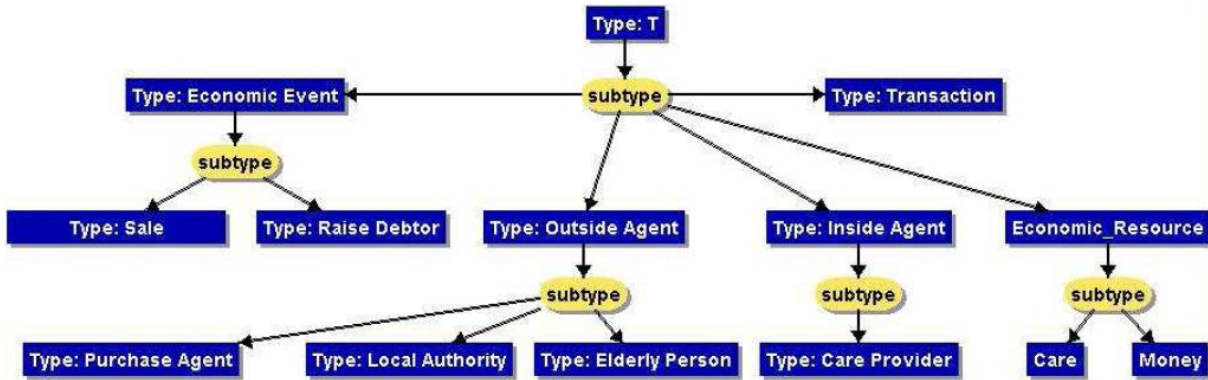 Type: T
Type: Economic Event
subtype
Type: Transaction
subtype
Type: Sale
Type: Raise Debtor
Type: Outside Agent
Type: Inside Agent
Economic_Resource
subtype
subtype
subtype
Type: Purchase Agent
Type: Local Authority
Type: Elderly Person
Type: Care Provider
Care
Money